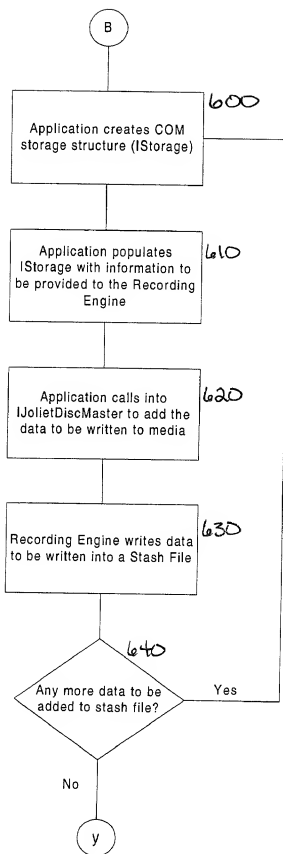 B
600
Application creates COM
storage structure (IStorage)
610
Application populates
IStorage with information to
be provided to the Recording
Engine
620
Application calls into
IJolietDiscMaster to add the
data to be written to media
630
Recording Engine writes data
to be written into a Stash File
640
Any more data to be
added to stash file?
Yes
No
y